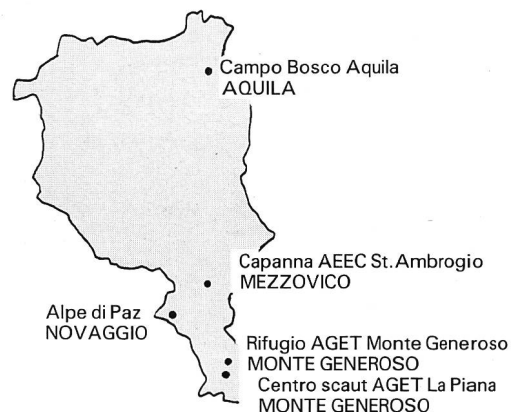 Campo Bosco Aquila
AQUILA
Capanna AEEC St. Ambrogio
MEZZOVICO
Alpe di Paz
NOVAGGIO
Rifugio AGET Monte Generoso
MONTE GENEROSO
Centro scaut AGET La Piana
MONTE GENEROSO